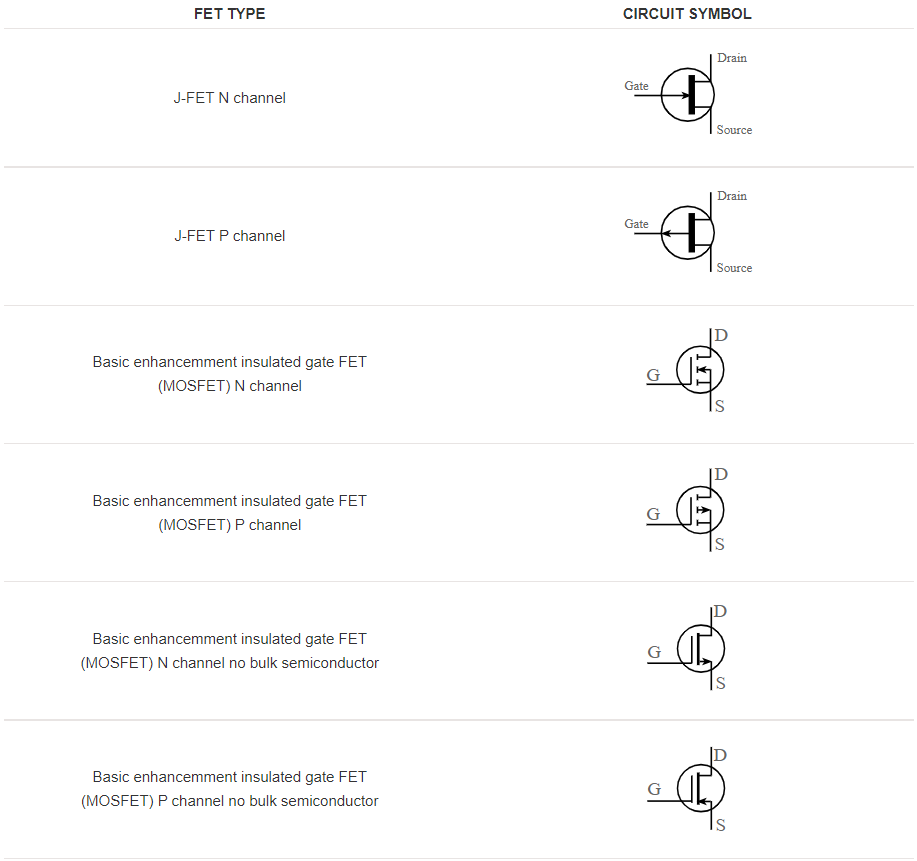 FET TYPE
CIRCUIT SYMBOL
J-FET N channel
Drain
Gate
Source
J-FET P channel
Drain
Gate
Source
Basic enhancemment insulated gate FET
(MOSFET) N channel
D
G
S
Basic enhancemment insulated gate FET
(MOSFET) P channel
D
G
S
Basic enhancemment insulated gate FET
(MOSFET) N channel no bulk semiconductor
D
G
S
Basic enhancemment insulated gate FET
(MOSFET) P channel no bulk semiconductor
D
G
S